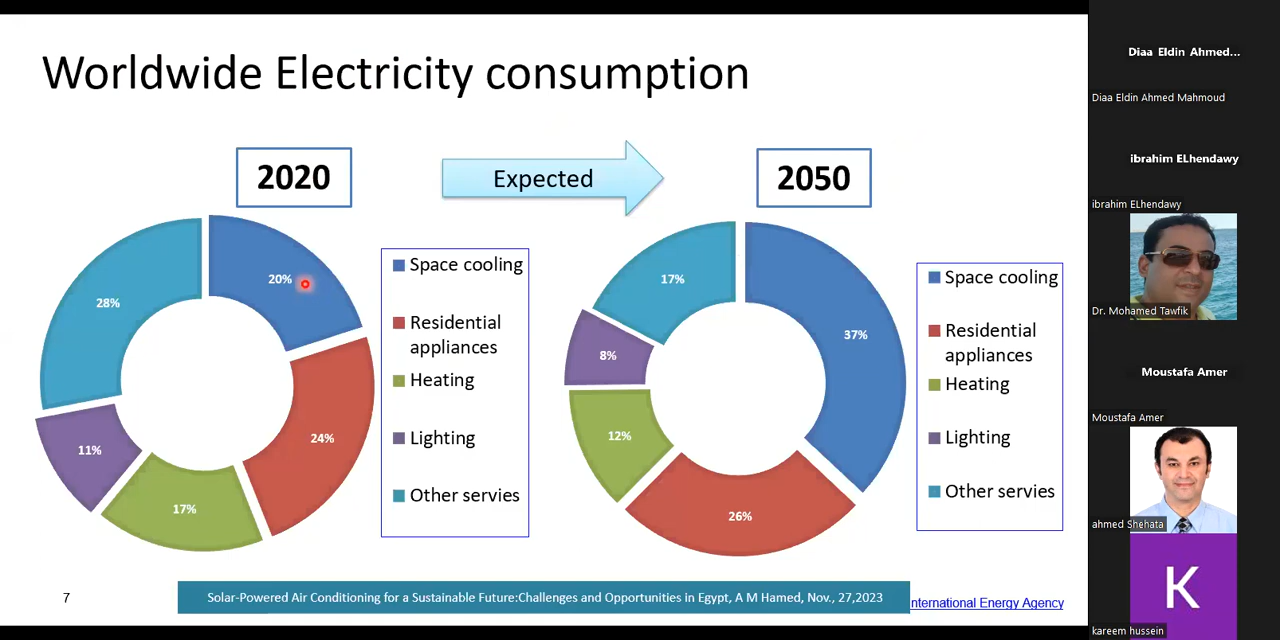 Worldwide Electricity consumption
2020
Expected
2050
20%
24%
17%
11%
28%
Space cooling
Residential
appliances
Heating
Lighting
Other servies
37%
26%
12%
8%
17%
Space cooling
Residential
appliances
Heating
Lighting
Other servies
7
Solar-Powered Air Conditioning for a Sustainable Future:Challenges and Opportunities in Egypt, A M Hamed, Nov., 27,2023
nternational Energy Agency
Diaa Eldin Ahmed...
Diaa Eldin Ahmed Mahmoud
ibrahim ELhendawy
ibrahim ELhendawy
Dr. Mohamed Tawfik
Moustafa Amer
Moustafa Amer
ahmed Shehata
K
kareem hussein